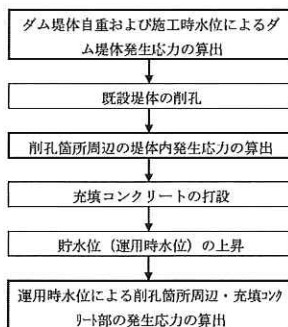 ダム堤体自重および施工時水位によるダ
ム堤体発生応力の算出
既設堤体の削孔
削孔箇所周辺の堤体内発生応力の算出
充填コンクリートの打設
貯水位（運用時水位）の上昇
運用時水位による削孔箇所周辺・充填ｺﾝｸ
ﾘｰﾄ部の発生応力の算出